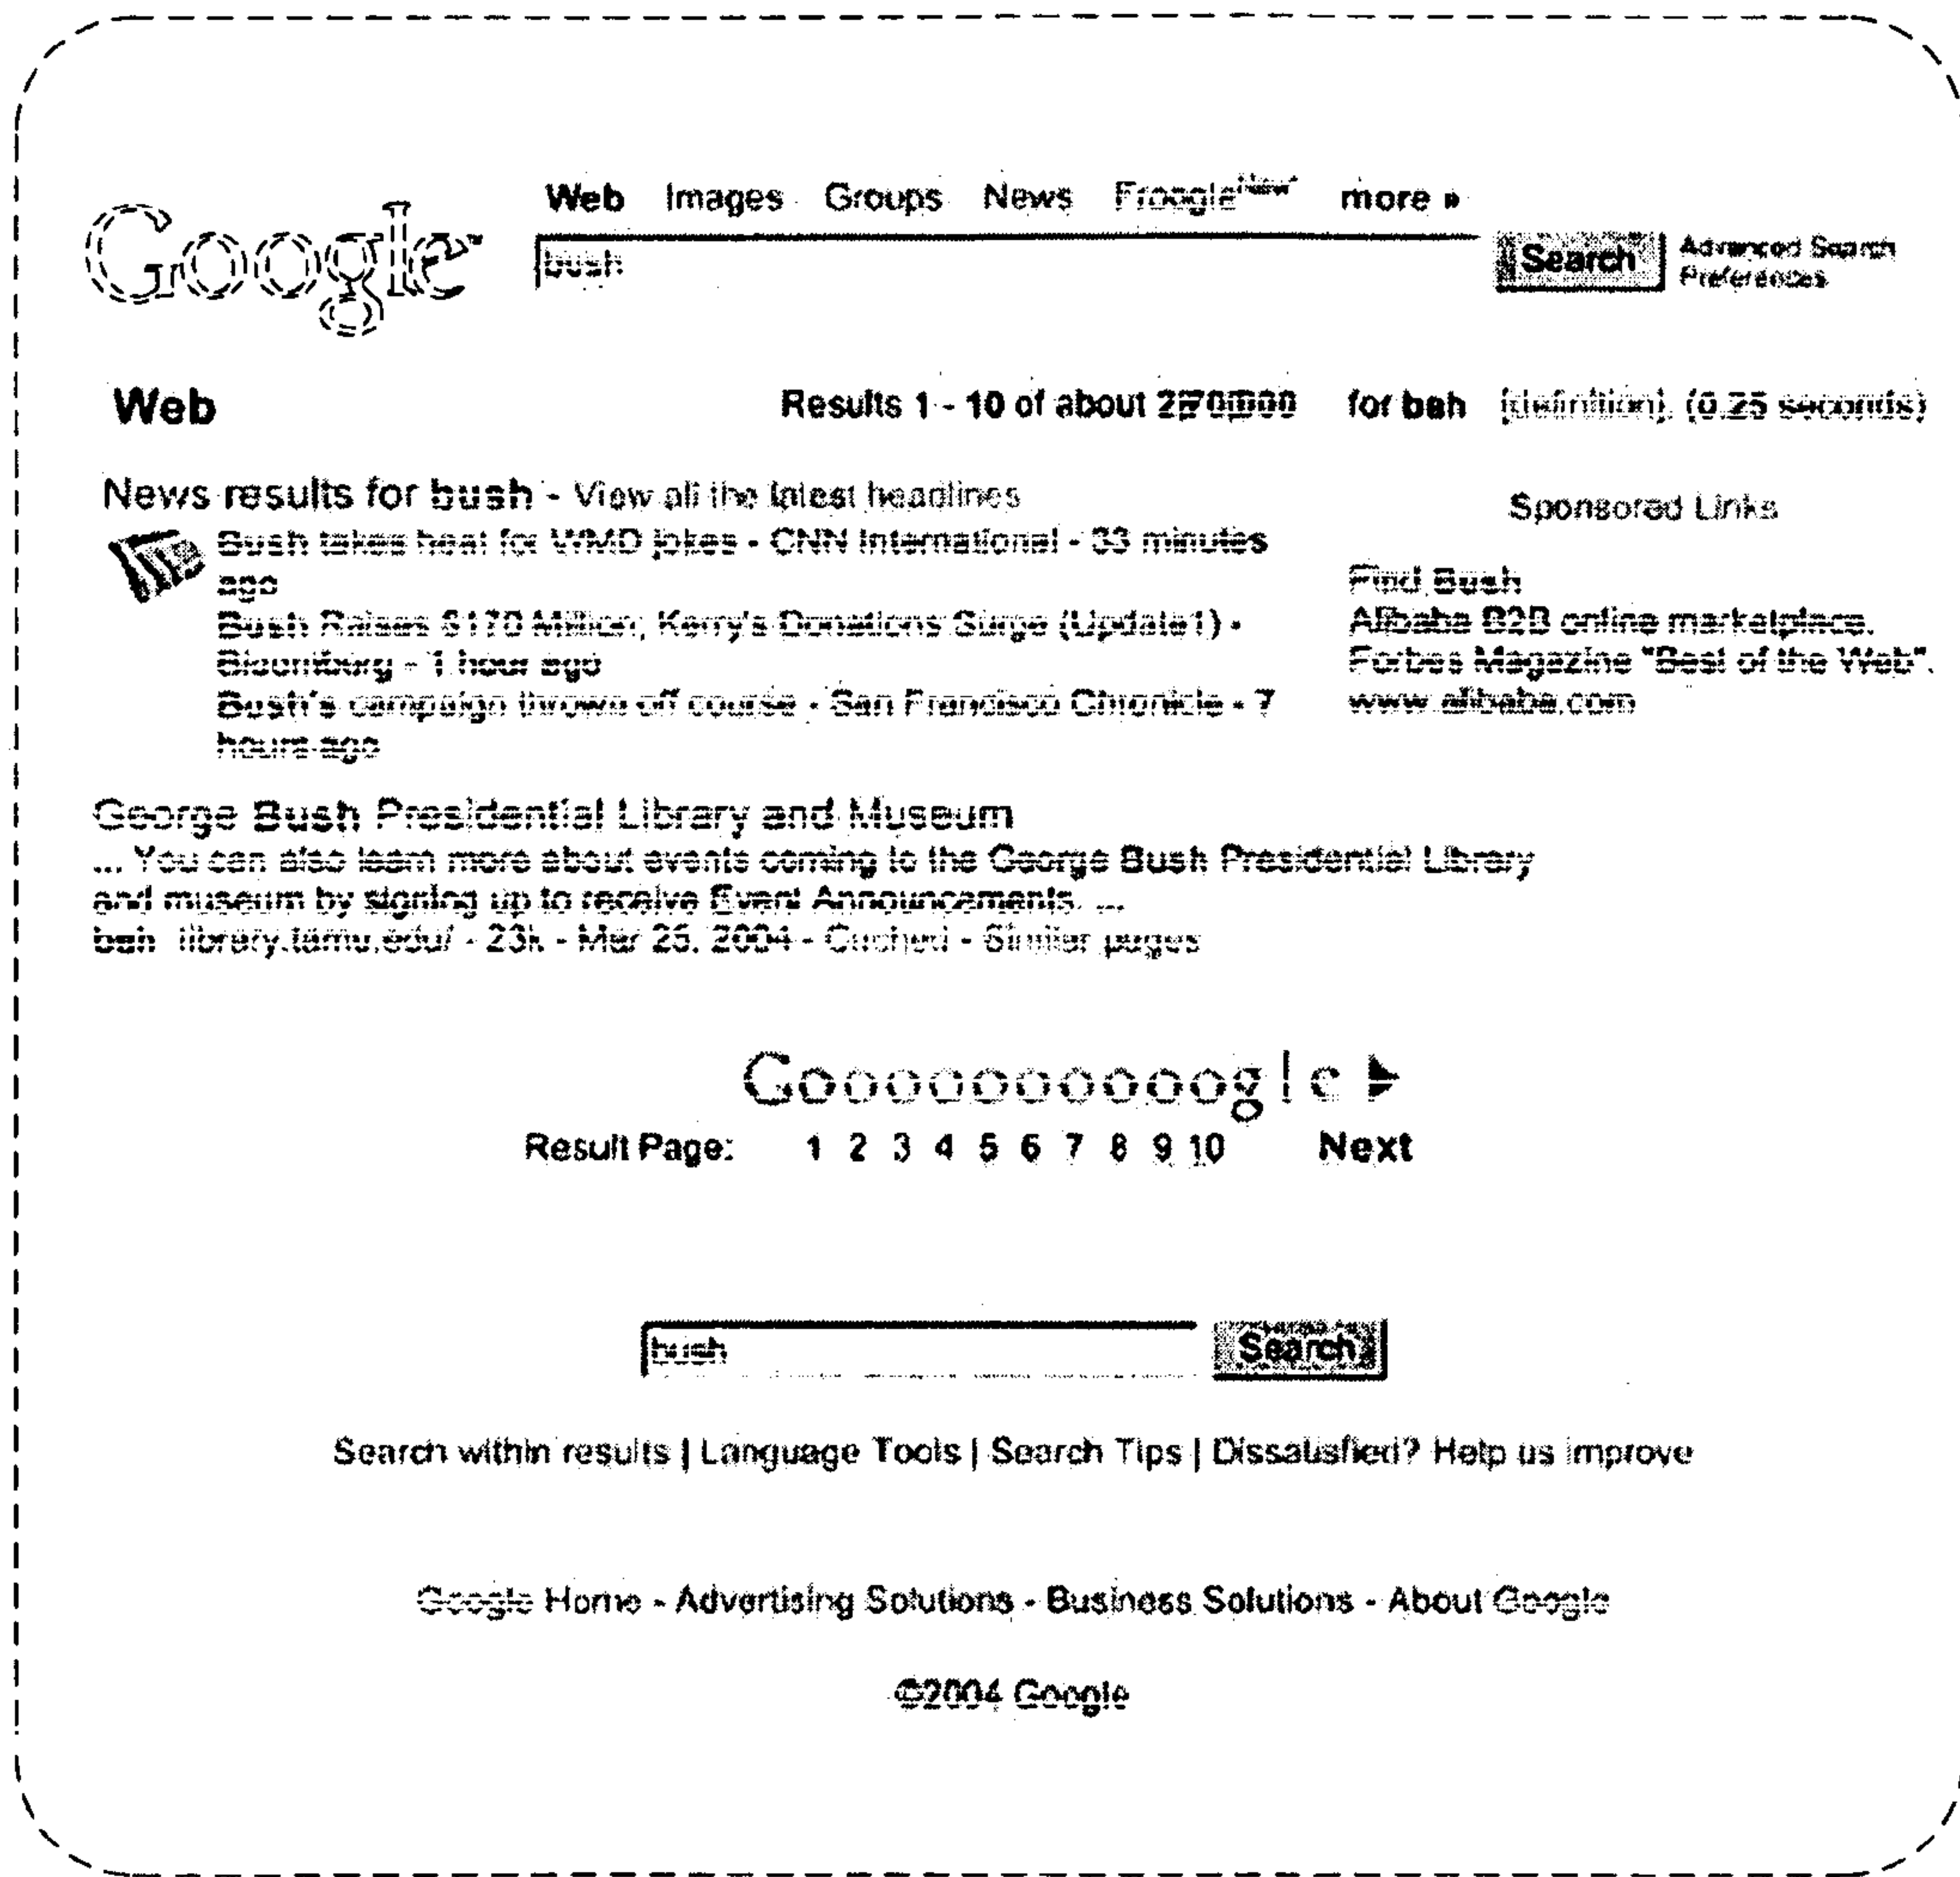 Web Images Groups News Froogle New! more »
Google™
bush
Search
Advanced Search
Preferences
Web
Results 1 - 10 of about for bsh [definition]. (0.25 seconds)
News results for bush - View all the latest headlines
Sponsored Links
Bush takes heat for WMD jokes - CNN International - 33 minutes
ago
Bush Raises $170 Million; Kerry's Donations Surge (Update1) -
Bloomberg - 1 hour ago
Bush's campaign thrown off course - San Francisco Chronicle - 7
hours ago
Find Bush
Alibaba B2B online marketplace.
Forbes Magazine "Best of the Web".
www.alibaba.com
George Bush Presidential Library and Museum
... You can also learn more about events coming to the George Bush Presidential Library
and museum by signing up to receive Event Announcements. ...
bsh library.tamu.edu/ - 23k - Mar 25, 2004 - Cached - Similar pages
Goooooooooogle
Result Page: 1 2 3 4 5 6 7 8 9 10 Next
bush
Search
Search within results | Language Tools | Search Tips | Dissatisfied? Help us improve
Google Home - Advertising Solutions - Business Solutions - About Google
©2004 Google